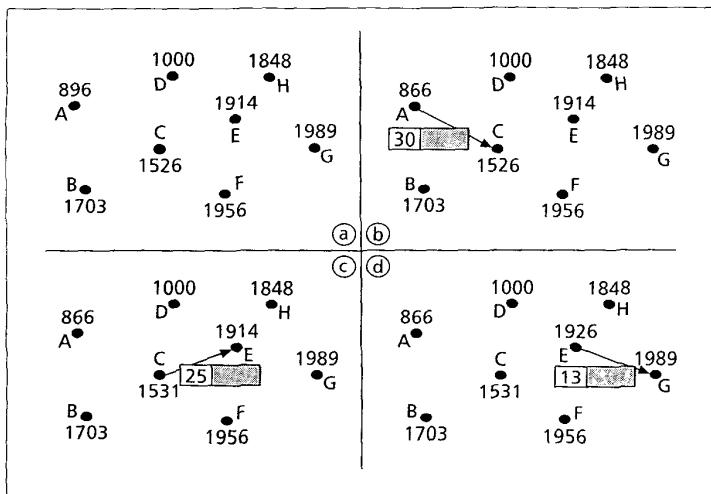 1000 1848
896 D H
1914
A
C E 1989
1526 G
B F
1703 1956
a
1000 1848
866 D H
A 1914
30 C E 1989
1526 G
B F
1703 1956
b
c
1000 1848
866 D H
1914
A
C E
25
1531 G 1989
B F
1703 1956
d
1000 1848
866 D H
1926
A
C E 1989
13
1531 G
B F
1703 1956